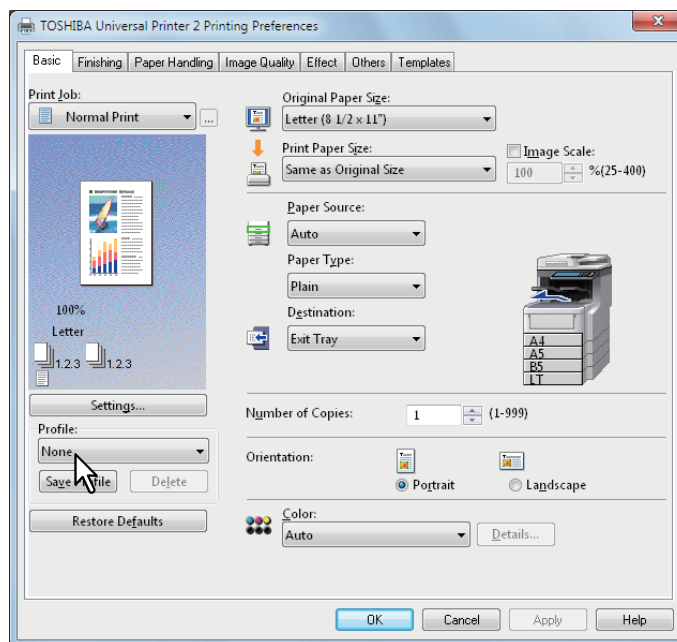 TOSHIBA Universal Printer 2 Printing Preferences
Basic Finishing Paper Handling Image Quality Effect Others Templates
Print Job:
Normal Print
...
100%
Letter
1.2.3 1.2.3
Settings...
Profile:
None
Delete
Restore Defaults
Original Paper Size:
Letter (8 1/2 x 11")
Print Paper Size:
Same as Original Size
Image Scale:
100 %(25-400)
Paper Source:
Auto
Paper Type:
Plain
Destination:
Exit Tray
A4
A5
B5
LT
Number of Copies: 1 (1-999)
Orientation:
Portrait Landscape
Color:
Auto Details...
OK Cancel Apply Help